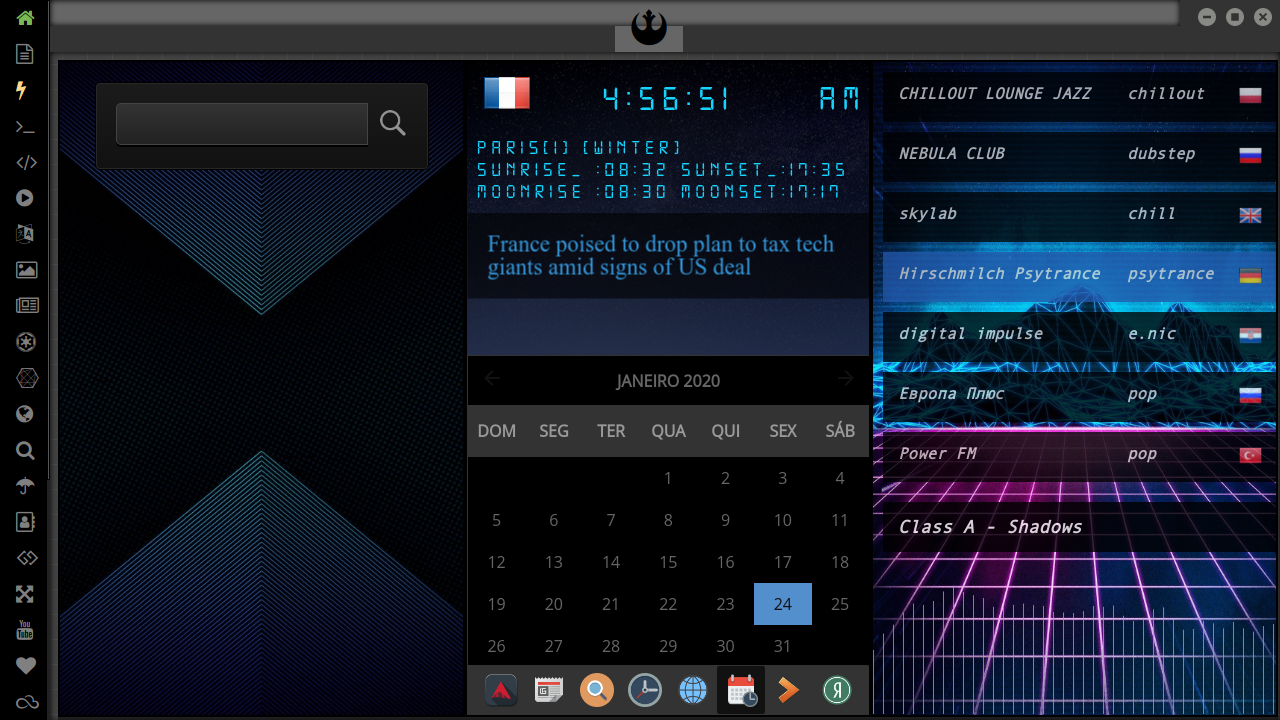 4:56:51 AM
PARIS[1] [WINTER]
SUNRISE_ :08:32 SUNSET_:17:35
MOONRISE :08:30 MOONSET:17:17
France poised to drop plan to tax tech
giants amid signs of US deal
JANEIRO 2020
DOM SEG TER QUA QUI SEX SÁB
1 2 3 4
5 6 7 8 9 10 11
12 13 14 15 16 17 18
19 20 21 22 23 24 25
26 27 28 29 30 31
CHILLOUT LOUNGE JAZZ chillout
NEBULA CLUB dubstep
skylab chill
Hirschmilch Psytrance psytrance
digital impulse e.nic
Европа Плюс pop
Power FM pop
Class A - Shadows
You
Tube
Я